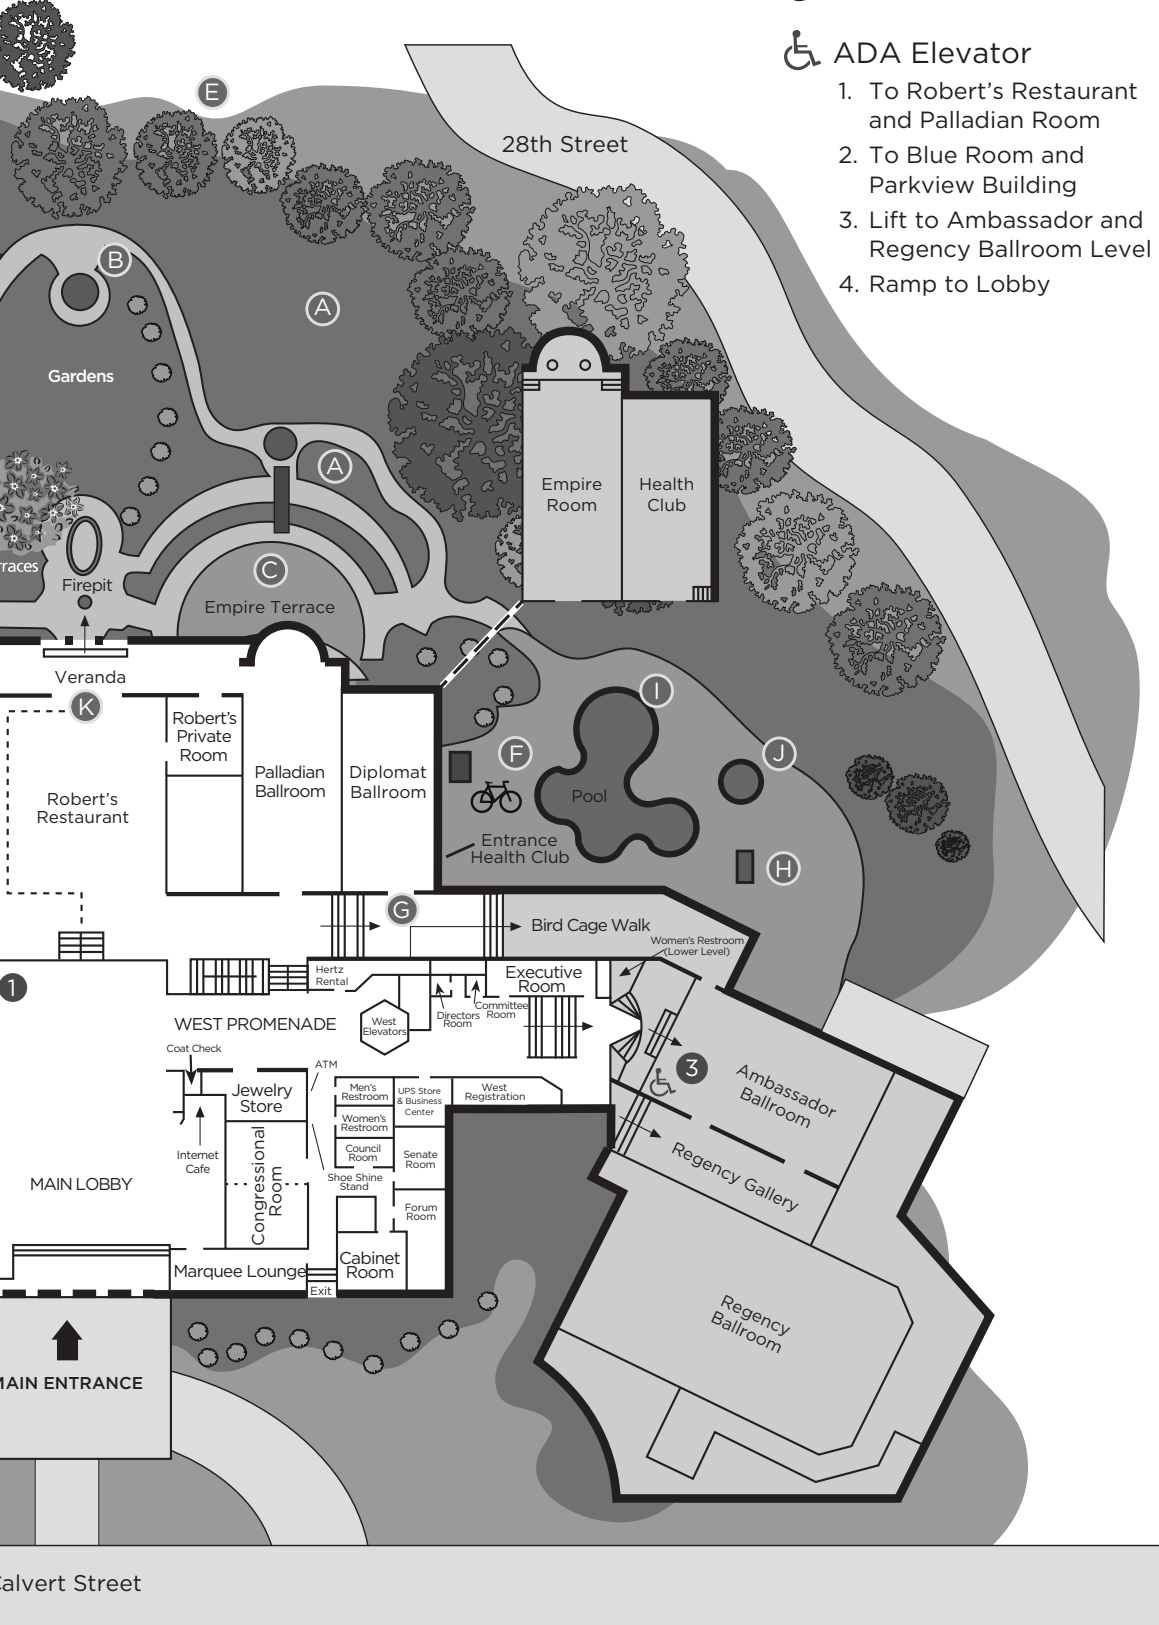 ADA Elevator
1. To Robert's Restaurant
and Palladian Room
2. To Blue Room and
Parkview Building
3. Lift to Ambassador and
Regency Ballroom Level
4. Ramp to Lobby
E
28th Street
B
A
Gardens
A
Empire
Room
Health
Club
C
Firepit
Empire Terrace
Veranda
K
I
Robert's
Private
Room
F
J
Palladian
Ballroom
Diplomat
Ballroom
Robert's
Restaurant
Pool
Entrance
Health Club
H
G
Bird Cage Walk
Women's Restroom
(Lower Level)
1
Hertz
Rental
Executive
Room
WEST PROMENADE
West
Elevators
Directors
Room
Committee
Room
Coat Check
ATM
3
Jewelry
Store
Men's
Restroom
UPS Store
& Business
Center
West
Registration
Ambassador
Ballroom
Women's
Restroom
Internet
Cafe
Congressional
Room
Council
Room
Senate
Room
Regency Gallery
MAIN LOBBY
Shoe Shine
Stand
Forum
Room
Marquee Lounge
Cabinet
Room
Exit
Regency
Ballroom
MAIN ENTRANCE
Calvert Street